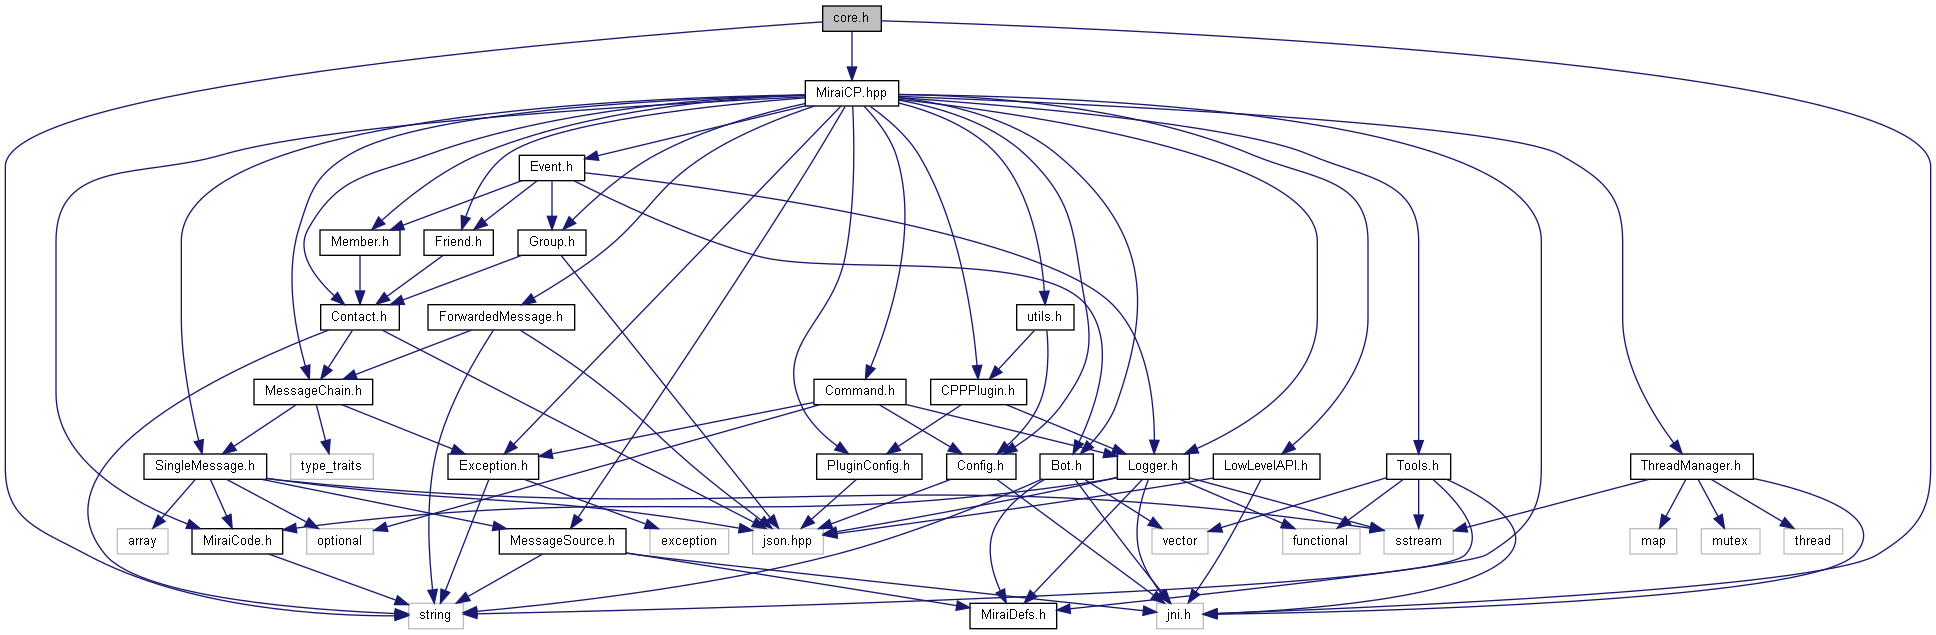 core.h
MiraiCP.hpp
Event.h
Member.h
Friend.h
Group.h
Contact.h
ForwardedMessage.h
utils.h
MessageChain.h
Command.h
CPPPlugin.h
SingleMessage.h
type_traits
Exception.h
PluginConfig.h
Config.h
Bot.h
Logger.h
LowLevelAPI.h
Tools.h
ThreadManager.h
array
MiraiCode.h
optional
MessageSource.h
exception
json.hpp
vector
functional
sstream
map
mutex
thread
string
MiraiDefs.h
jni.h